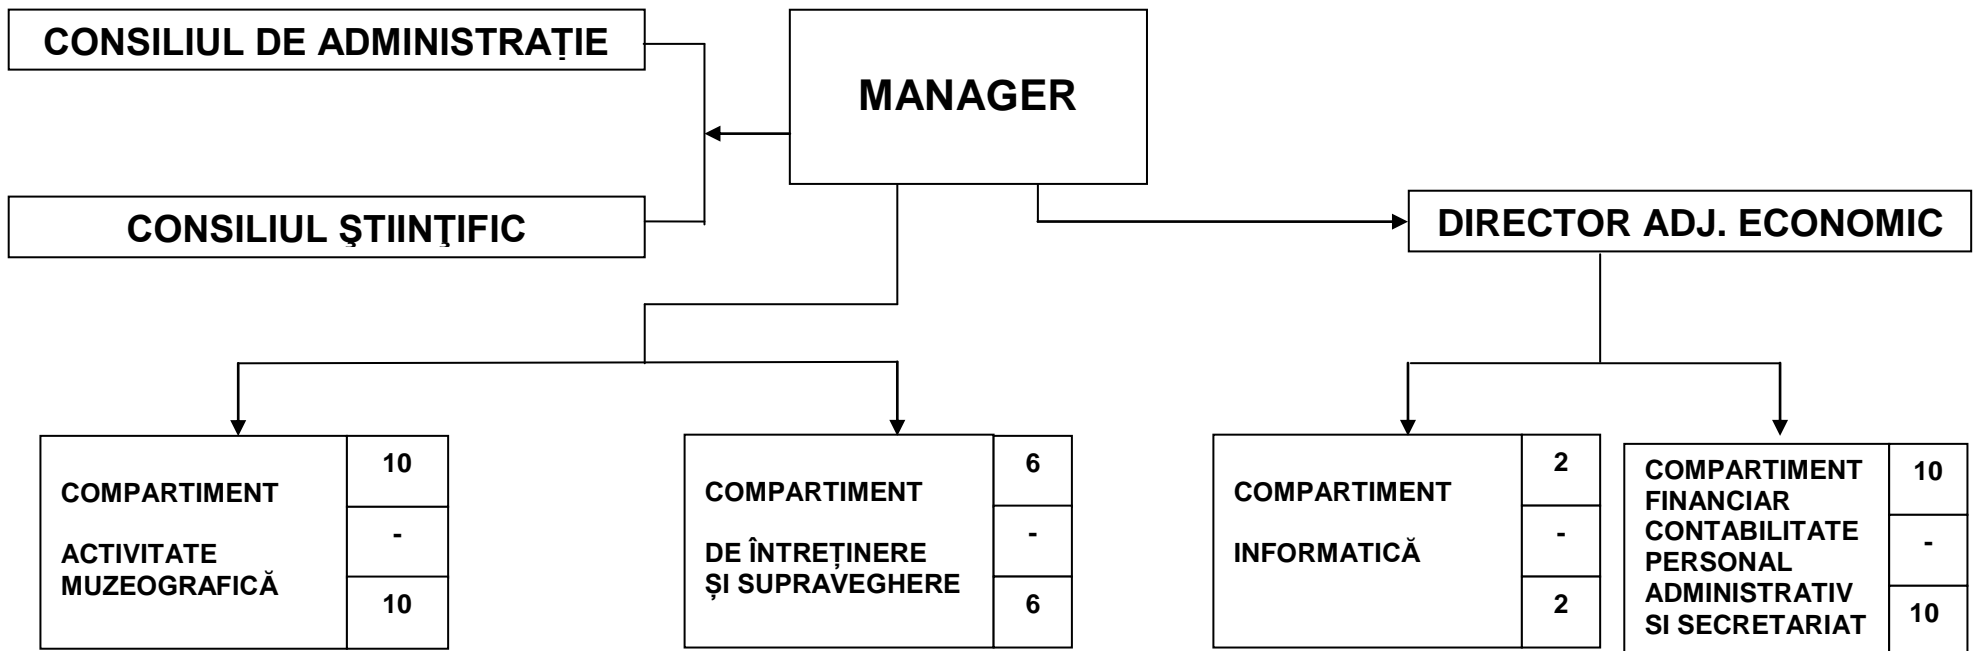 CONSILIUL DE ADMINISTRAȚIE
MANAGER
CONSILIUL ŞTIINŢIFIC
DIRECTOR ADJ. ECONOMIC
COMPARTIMENT
ACTIVITATE
MUZEOGRAFICĂ
10
-
10
COMPARTIMENT
DE ÎNTREȚINERE
ȘI SUPRAVEGHERE
6
-
6
COMPARTIMENT
INFORMATICĂ
2
-
2
COMPARTIMENT
FINANCIAR
CONTABILITATE
PERSONAL
ADMINISTRATIV
SI SECRETARIAT
10
-
10